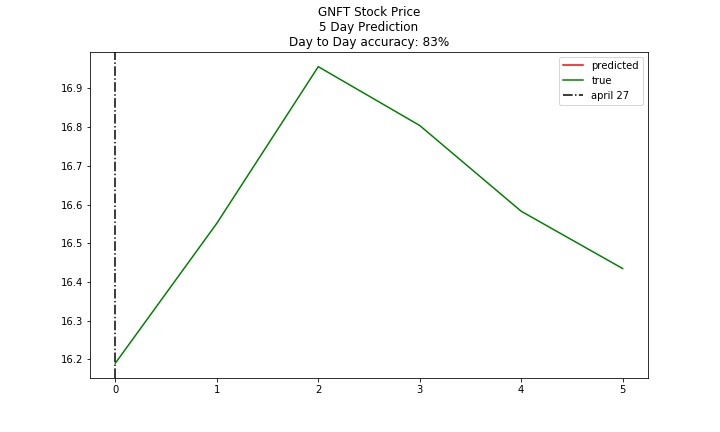 GNFT Stock Price
5 Day Prediction
Day to Day accuracy: 83%
predicted
true
april 27
16.9
16.8
16.7
16.6
16.5
16.4
16.3
16.2
0 1 2 3 4 5